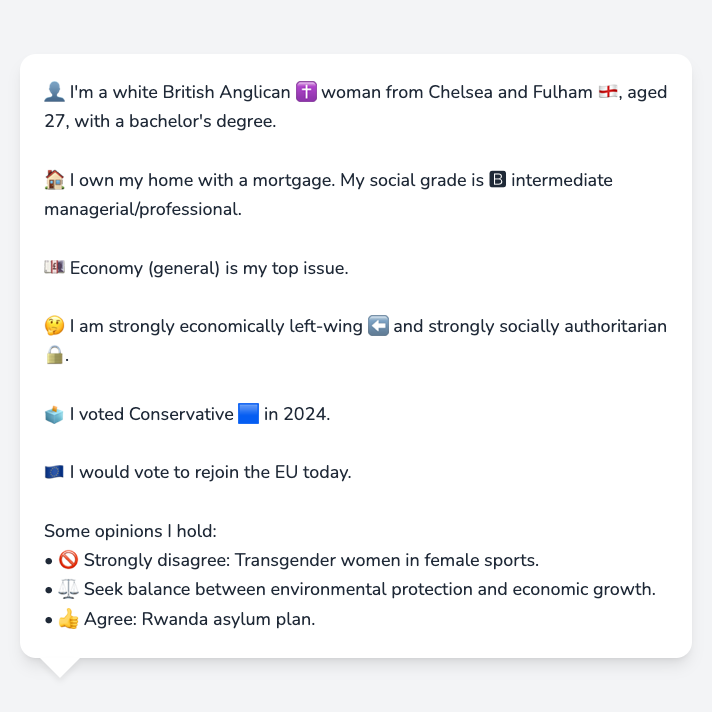 👤 I'm a white British Anglican ✝️ woman from Chelsea and Fulham 🏴󠁧󠁢󠁥󠁮󠁧󠁿, aged
27, with a bachelor's degree.
🏠 I own my home with a mortgage. My social grade is 🅱 intermediate
managerial/professional.
💷 Economy (general) is my top issue.
🤔 I am strongly economically left-wing ⬅️ and strongly socially authoritarian
🔒.
🗳️ I voted Conservative 🟦 in 2024.
🇪🇺 I would vote to rejoin the EU today.
Some opinions I hold:
• 🚫 Strongly disagree: Transgender women in female sports.
• ⚖️ Seek balance between environmental protection and economic growth.
• 👍 Agree: Rwanda asylum plan.